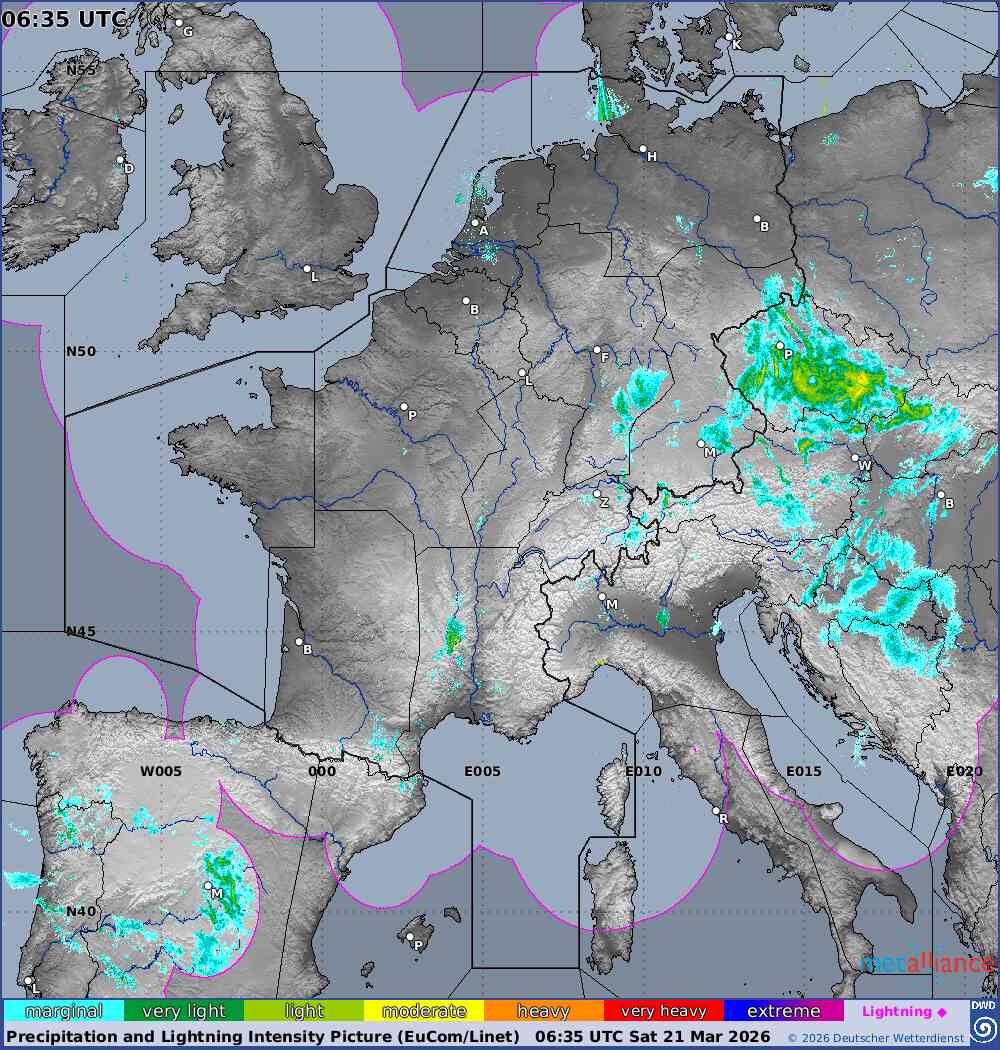 06:35 UTC
G
K
N55
D
H
A
B
L
B
N50
F
P
L
P
M
W
Z
B
M
N45
B
W005
000
E005
E010
E015
E020
R
M
N40
P
L
metalliance
marginal very light light moderate heavy very heavy extreme Lightning ◆
DWD
Precipitation and Lightning Intensity Picture (EuCom/Linet) 06:35 UTC Sat 21 Mar 2026 © 2026 Deutscher Wetterdienst